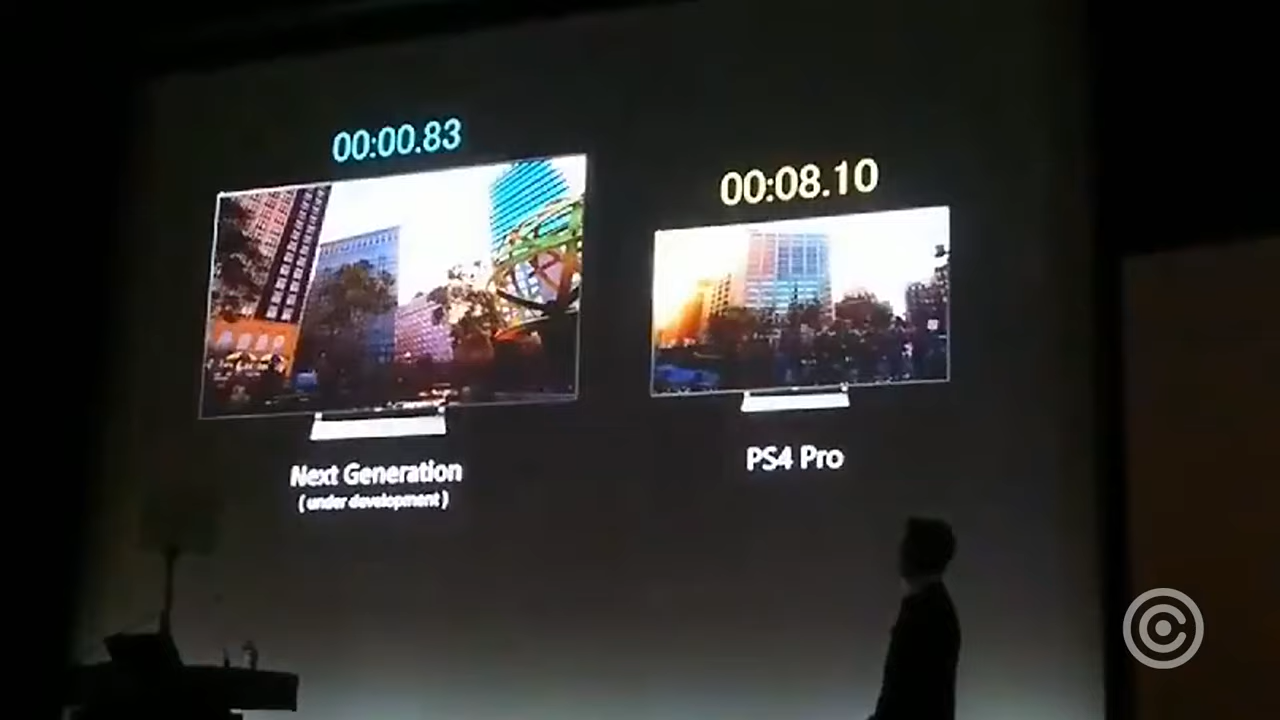 00:00.83
00:08.10
Next Generation
( under development )
PS4 Pro